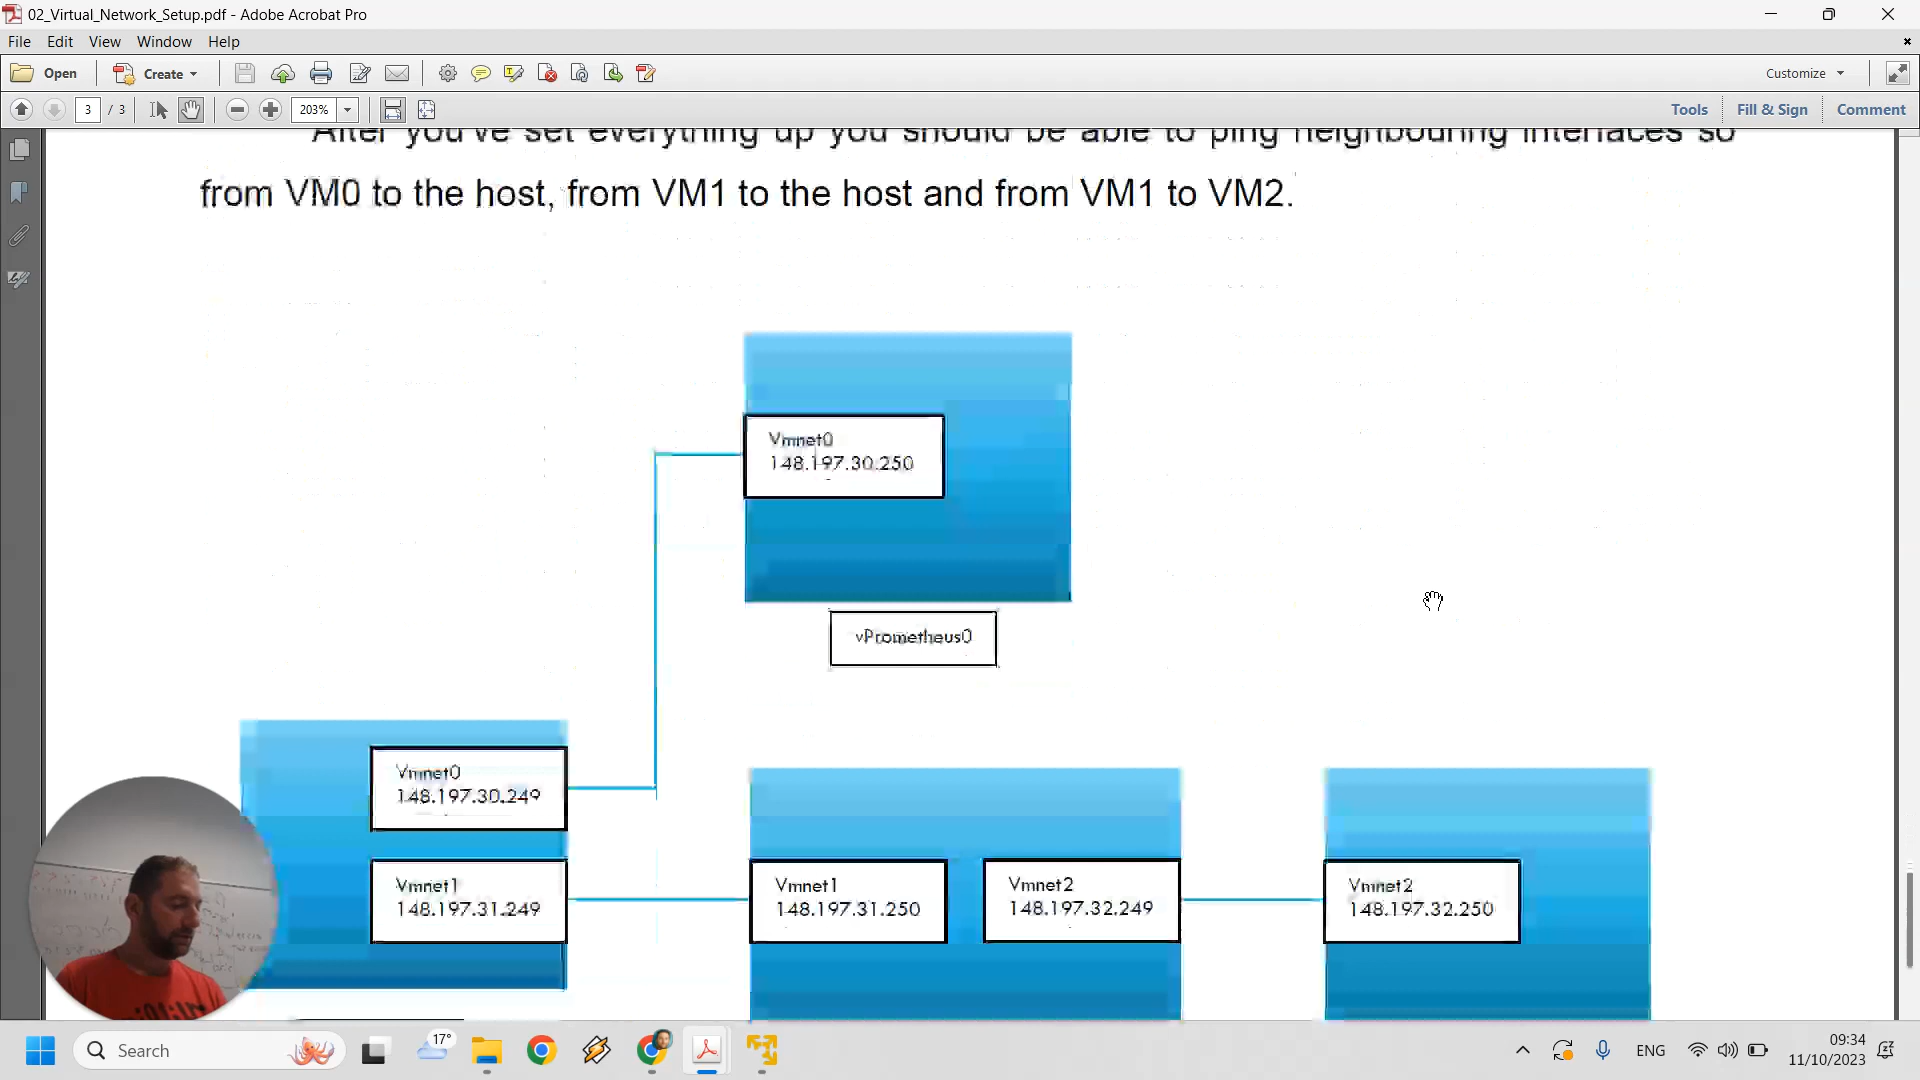 02_Virtual_Network_Setup.pdf - Adobe Acrobat Pro
File Edit View Window Help
Open Create Customize
3 / 3 203% Tools Fill & Sign Comment
After you've set everything up you should be able to ping neighbouring interfaces so
from VM0 to the host, from VM1 to the host and from VM1 to VM2.
Vmnet0
148.197.30.250
vPrometheus0
Vmnet0
148.197.30.249
Vmnet1
148.197.31.249
Vmnet1
148.197.31.250
Vmnet2
148.197.32.249
Vmnet2
148.197.32.250
Search
17°
ENG
09:34
11/10/2023